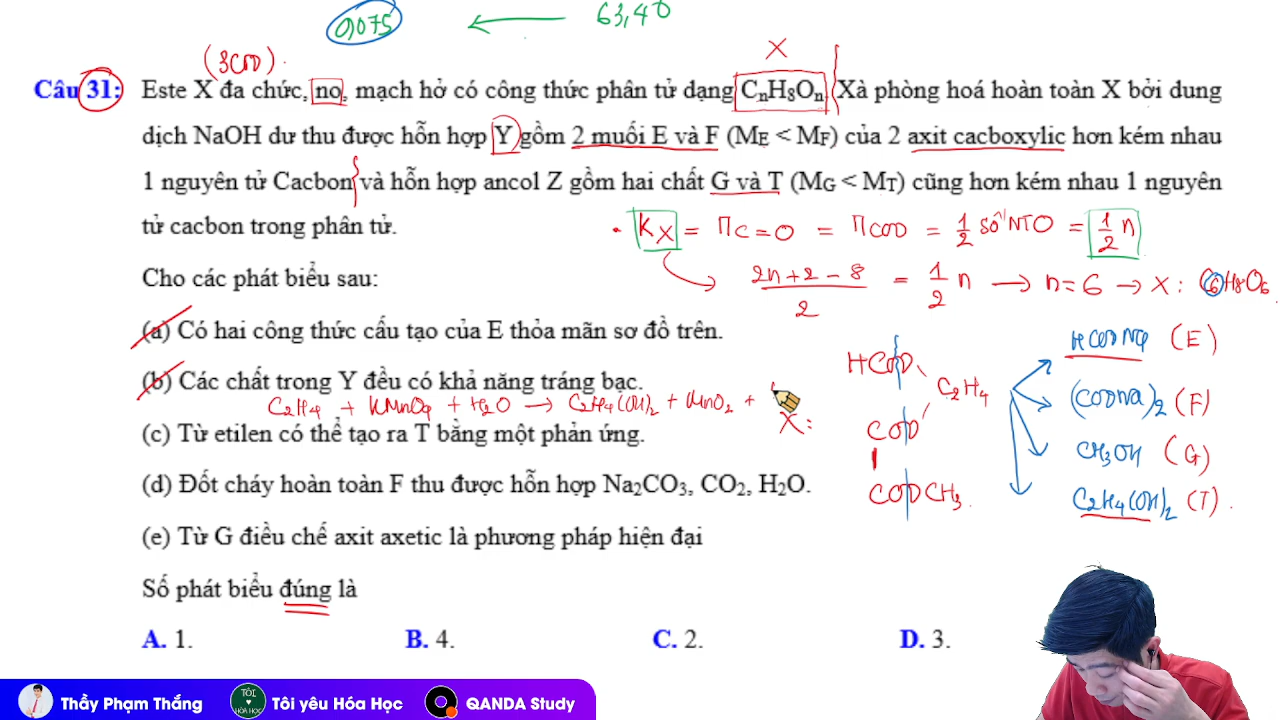 0,075 ← 63,40
(3COO).
X
Câu 31: Este X đa chức, no, mạch hở có công thức phân tử dạng CnH8On. Xà phòng hoá hoàn toàn X bởi dung
dịch NaOH dư thu được hỗn hợp Y gồm 2 muối E và F (ME < MF) của 2 axit cacboxylic hơn kém nhau
1 nguyên tử Cacbon và hỗn hợp ancol Z gồm hai chất G và T (MG < MT) cũng hơn kém nhau 1 nguyên
tử cacbon trong phân tử.
• KX = πC=O = πCOO = 1/2 số NTO = 1/2 n
Cho các phát biểu sau:
(2n+2-8)/2 = 1/2 n → n=6 → X: C6H8O6.
(a) Có hai công thức cấu tạo của E thỏa mãn sơ đồ trên.
(b) Các chất trong Y đều có khả năng tráng bạc.
C2H4 + KMnO4 + H2O → C2H4(OH)2 + MnO2 +
(c) Từ etilen có thể tạo ra T bằng một phản ứng.
(d) Đốt cháy hoàn toàn F thu được hỗn hợp Na2CO3, CO2, H2O.
(e) Từ G điều chế axit axetic là phương pháp hiện đại
X:
HCOO
C2H4
COO
COOCH3.
HCOONa (E)
(COONa)2 (F)
CH3OH (G)
C2H4(OH)2 (T).
Số phát biểu đúng là
A. 1. B. 4. C. 2. D. 3.
Thầy Phạm Thắng TÔI YÊU HÓA HỌC Tôi yêu Hóa Học QANDA Study